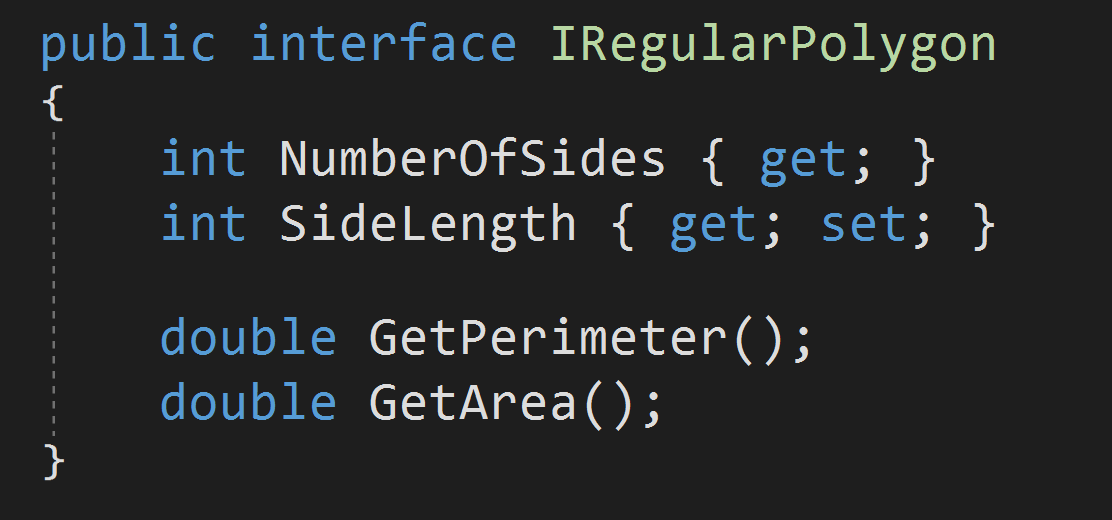 public interface IRegularPolygon
{
    int NumberOfSides { get; }
    int SideLength { get; set; }
    double GetPerimeter();
    double GetArea();
}